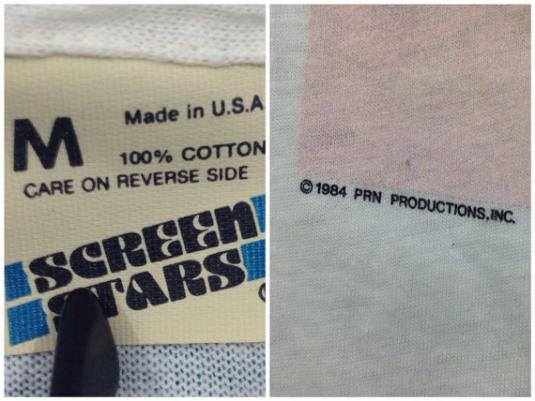 M
Made in U.S.A
100% COTTON
CARE ON REVERSE SIDE
SCREEN
STARS
© 1984 PRN PRODUCTIONS, INC.